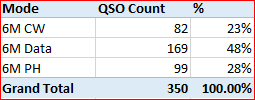 Mode QSO Count %
6M CW 82 23%
6M Data 169 48%
6M PH 99 28%
Grand Total 350 100.00%